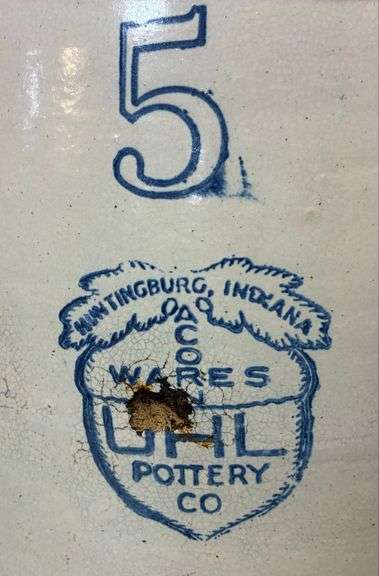 5
HUNTINGBURG, INDIANA
ACORN
WARES
UHL
POTTERY
CO